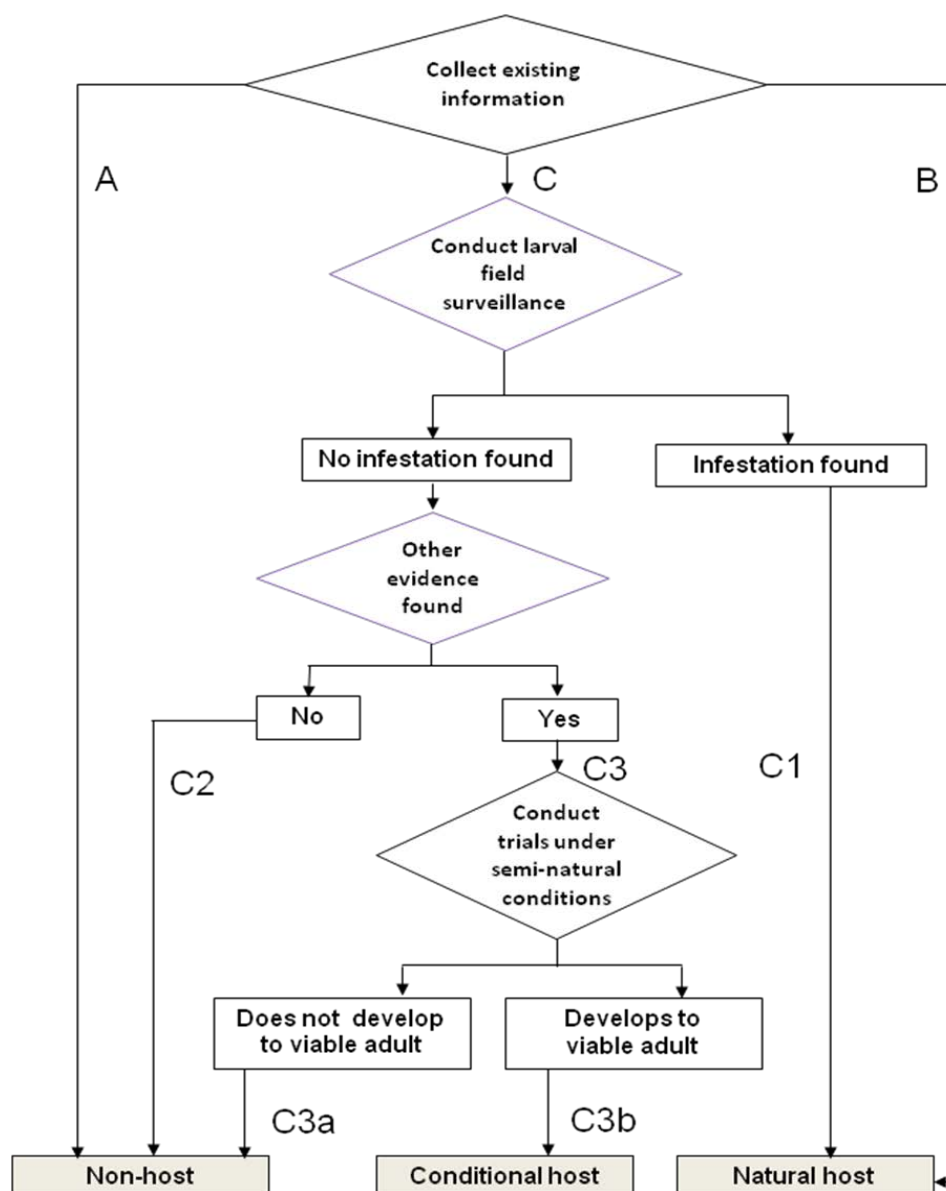 Collect existing
information
A
C
B
Conduct larval
field
surveillance
No infestation found
Infestation found
Other
evidence
found
No
Yes
C2
C3
C1
Conduct
trials under
semi-natural
conditions
Does not develop
to viable adult
Develops to
viable adult
C3a
C3b
Non-host
Conditional host
Natural host